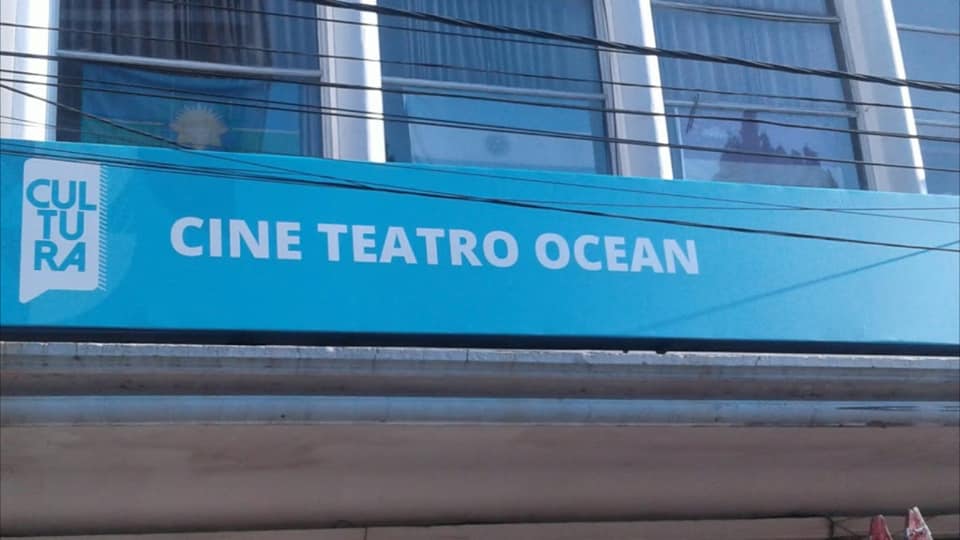 CUL
TU
RA
CINE TEATRO OCEAN